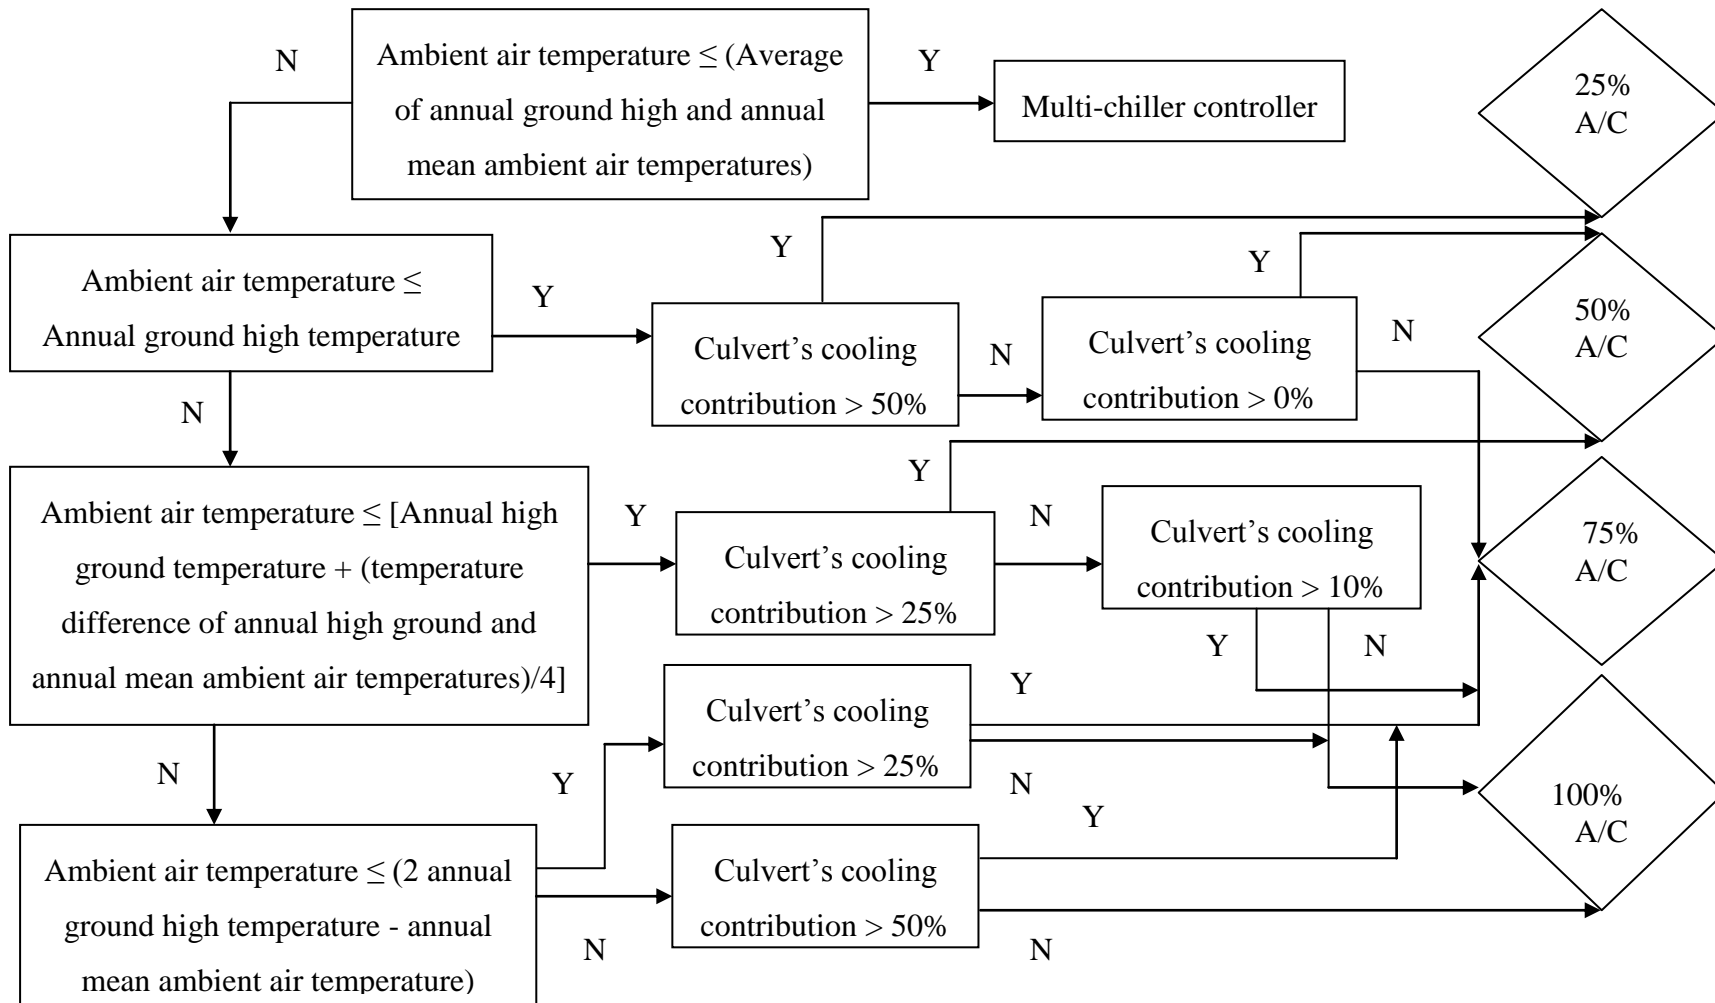 N
Ambient air temperature ≤ (Average
of annual ground high and annual
mean ambient air temperatures)
Y
Multi-chiller controller
25%
A/C
Ambient air temperature ≤
Annual ground high temperature
Y
Y
Culvert’s cooling
contribution > 50%
N
Y
Culvert’s cooling
contribution > 0%
N
50%
A/C
N
Ambient air temperature ≤ [Annual high
ground temperature + (temperature
difference of annual high ground and
annual mean ambient air temperatures)/4]
Y
Y
Culvert’s cooling
contribution > 25%
N
Culvert’s cooling
contribution > 10%
Y
N
75%
A/C
N
Y
Culvert’s cooling
contribution > 25%
Y
N
Ambient air temperature ≤ (2 annual
ground high temperature - annual
mean ambient air temperature)
N
Culvert’s cooling
contribution > 50%
Y
N
100%
A/C